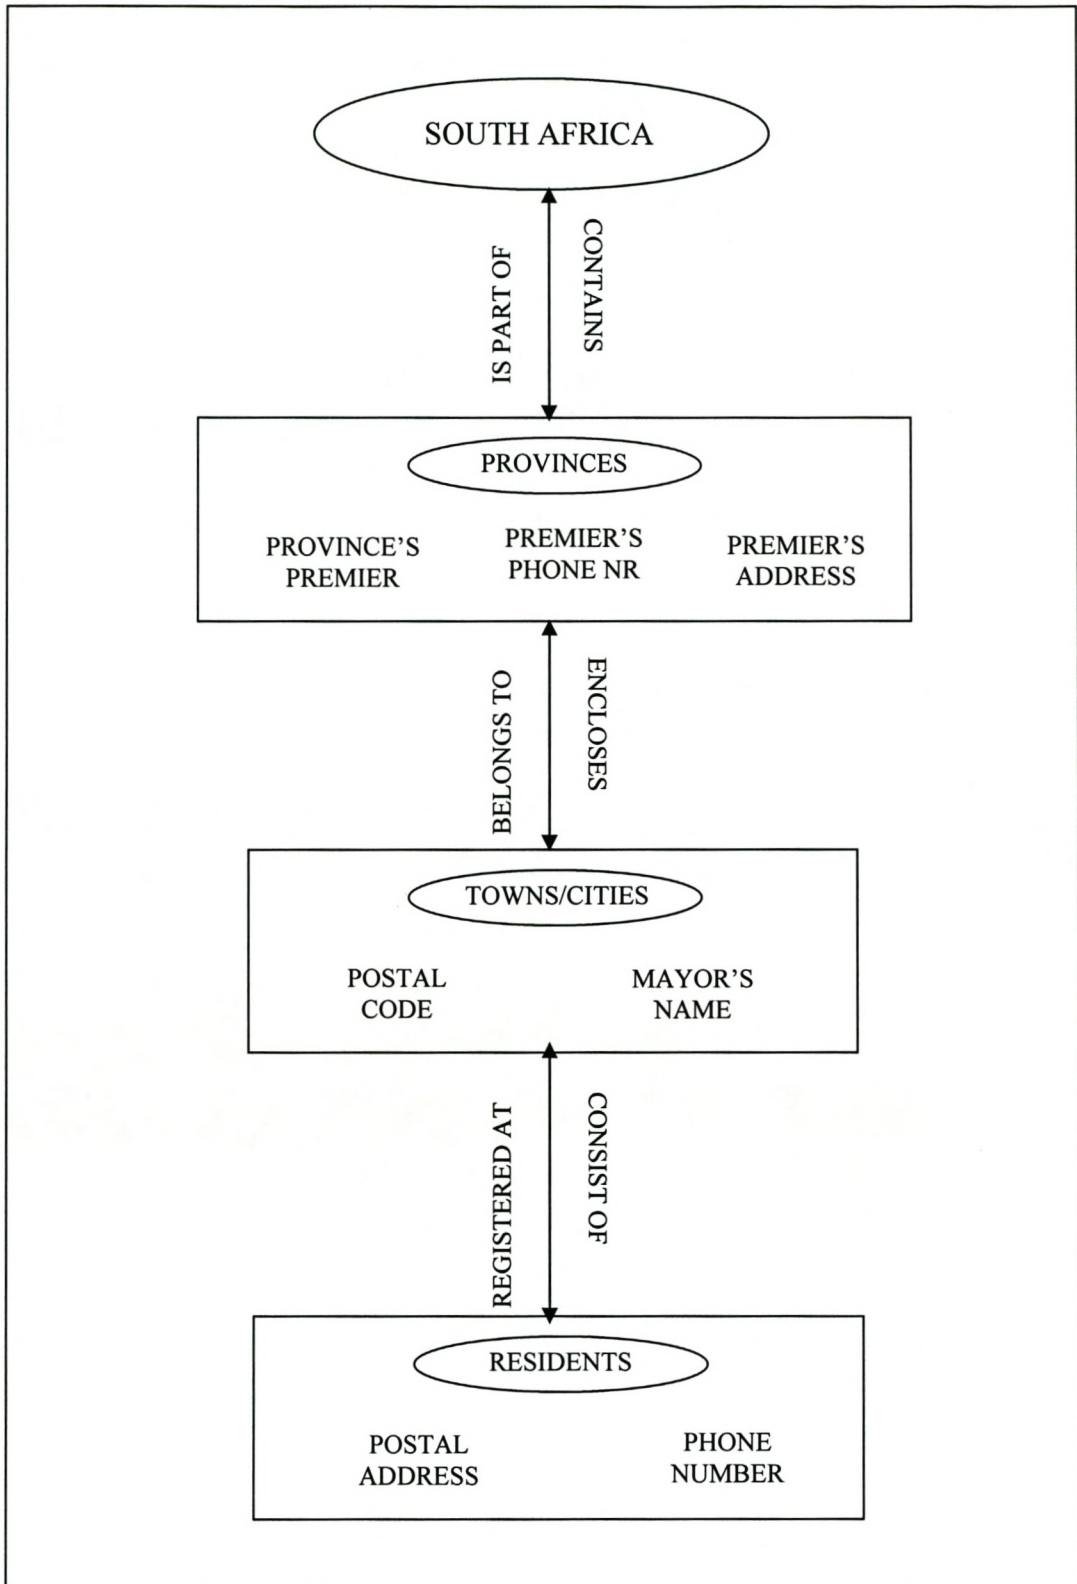 SOUTH AFRICA
IS PART OF
CONTAINS
PROVINCES
PROVINCE'S
PREMIER
PREMIER'S
PHONE NR
PREMIER'S
ADDRESS
BELONGS TO
ENCLOSES
TOWNS/CITIES
POSTAL
CODE
MAYOR'S
NAME
REGISTERED AT
CONSIST OF
RESIDENTS
POSTAL
ADDRESS
PHONE
NUMBER